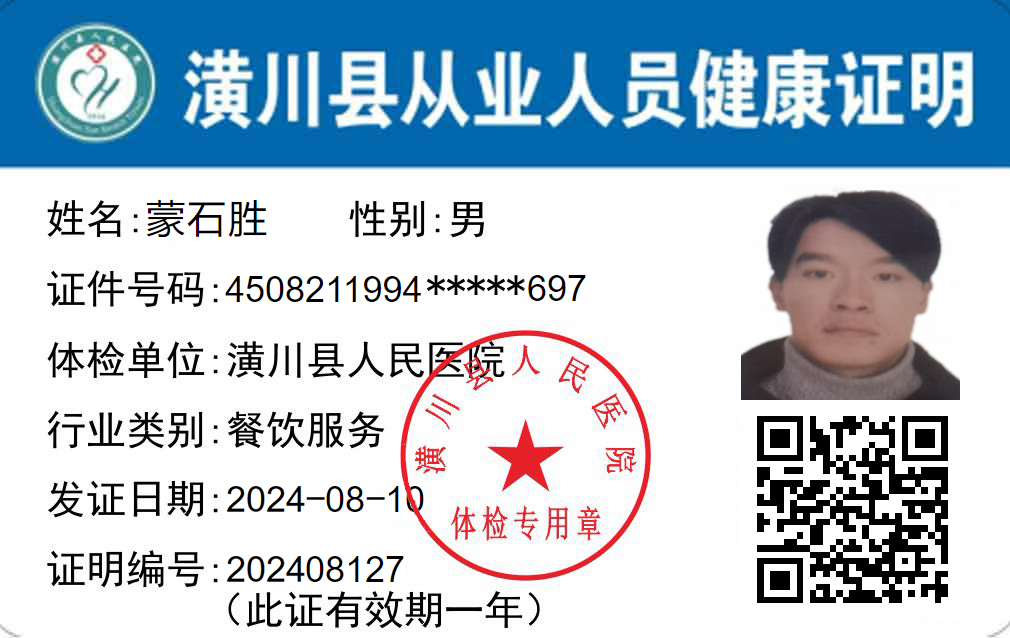 潢川县从业人员健康证明
姓名:蒙石胜 性别:男
证件号码:4508211994*****697
体检单位:潢川县人民医院
行业类别:餐饮服务
发证日期:2024-08-10
证明编号:202408127
(此证有效期一年)
潢川县人民医院
体检专用章